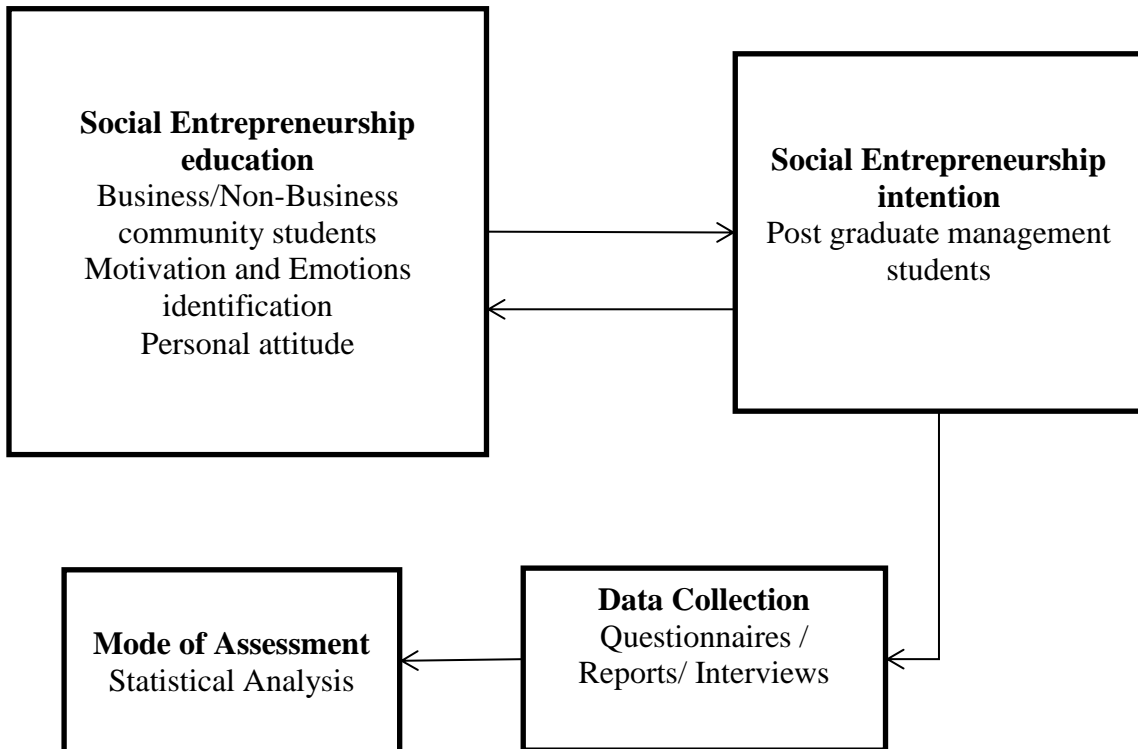 Social Entrepreneurship
education
Business/Non-Business
community students
Motivation and Emotions
identification
Personal attitude
Social Entrepreneurship
intention
Post graduate management
students
Data Collection
Questionnaires /
Reports/ Interviews
Mode of Assessment
Statistical Analysis